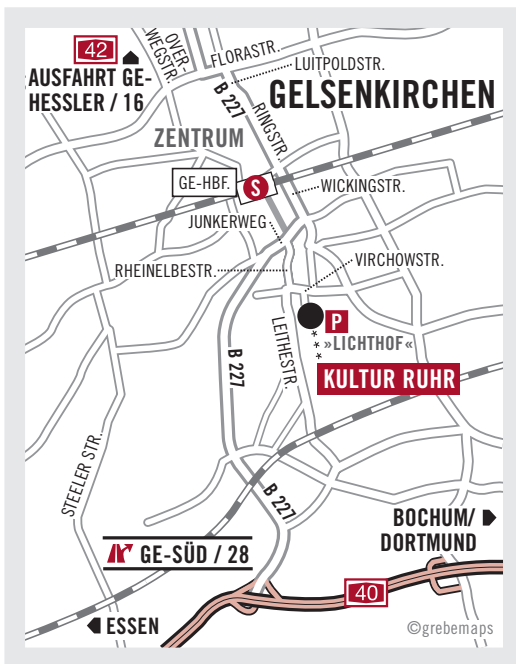 42
AUSFAHRT GE-
HESSLER / 16
OVER-
WEGSTR.
FLORASTR.
LUITPOLDSTR.
B 227
RINGSTR.
GELSENKIRCHEN
ZENTRUM
GE-HBF.
S
WICKINGSTR.
JUNKERWEG
RHEINELBESTR.
VIRCHOWSTR.
P
»LICHTHOF«
LEITHESTR.
KULTUR RUHR
B 227
STEELER STR.
B 227
BOCHUM/
DORTMUND
GE-SÜD / 28
40
ESSEN
©grebemaps